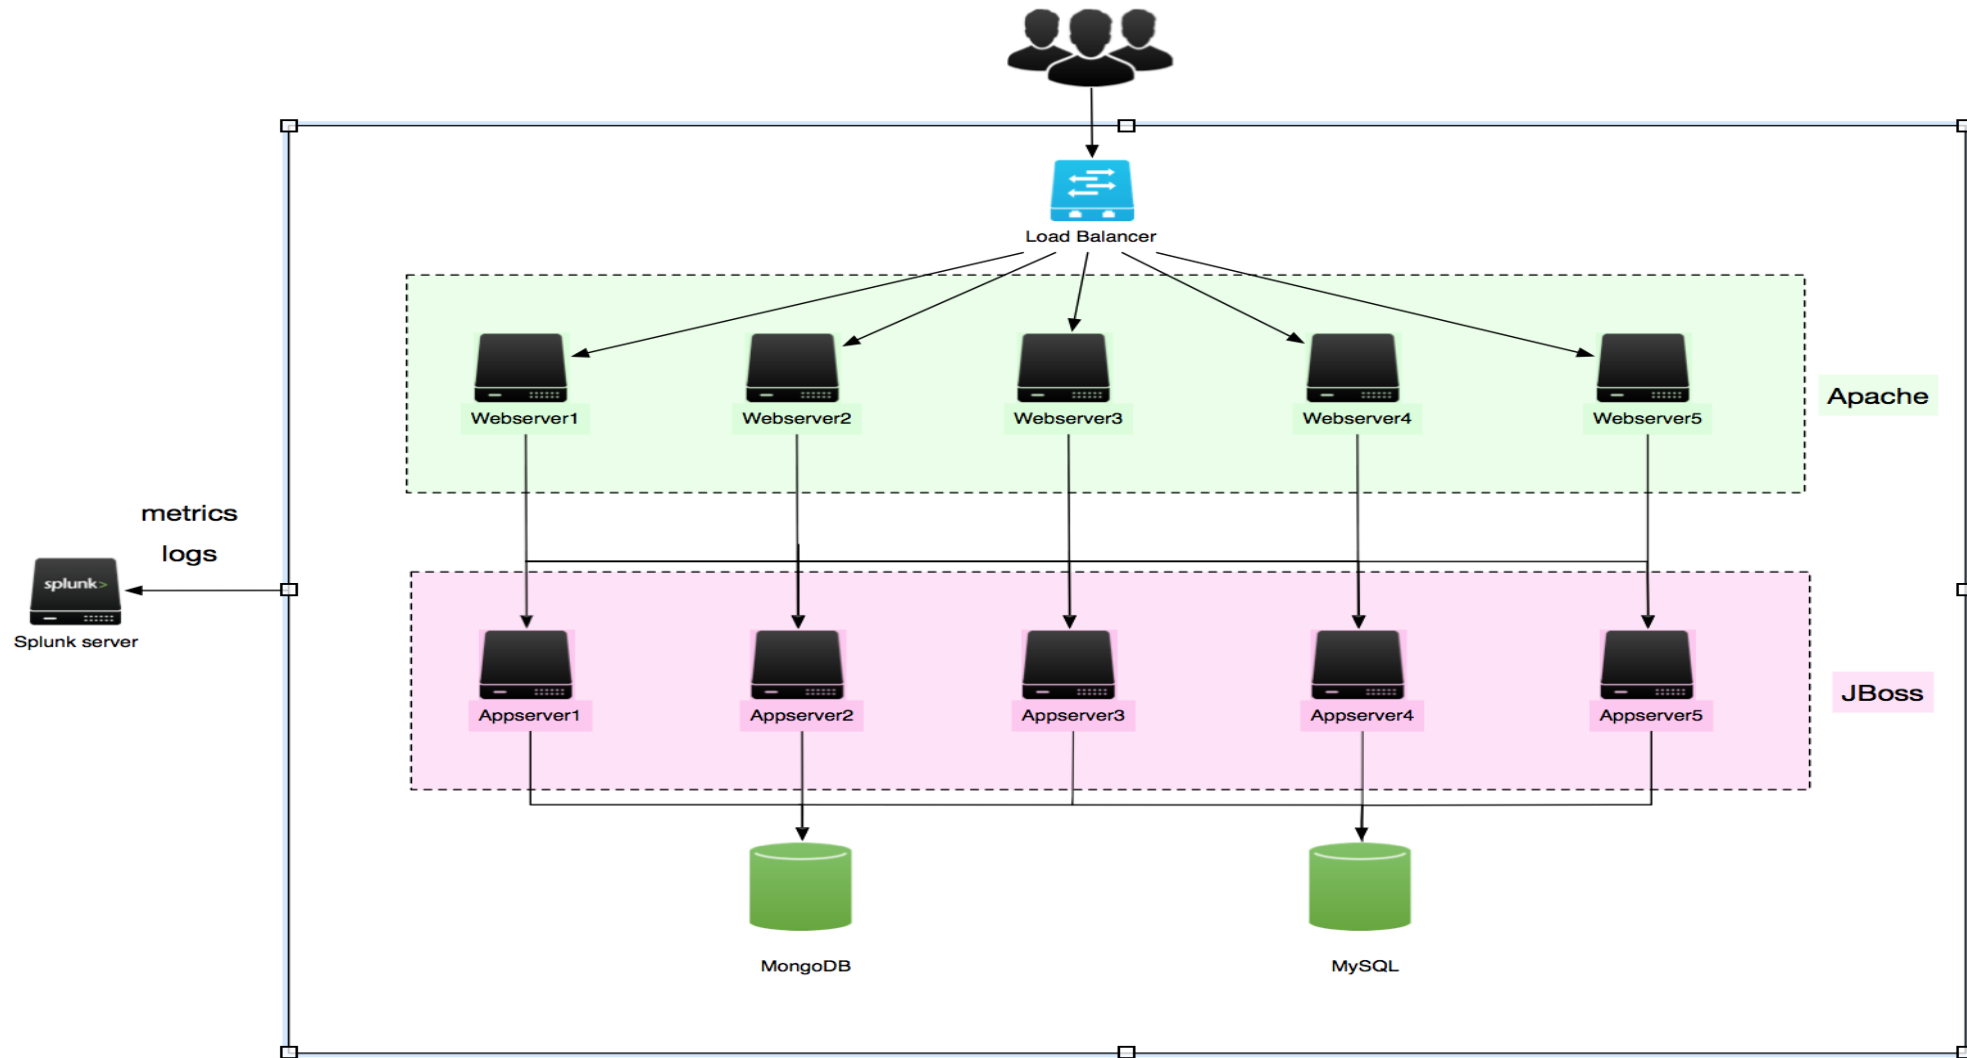 Load Balancer
Webserver1
Webserver2
Webserver3
Webserver4
Webserver5
Apache
metrics
logs
splunk>
Splunk server
Appserver1
Appserver2
Appserver3
Appserver4
Appserver5
JBoss
MongoDB
MySQL